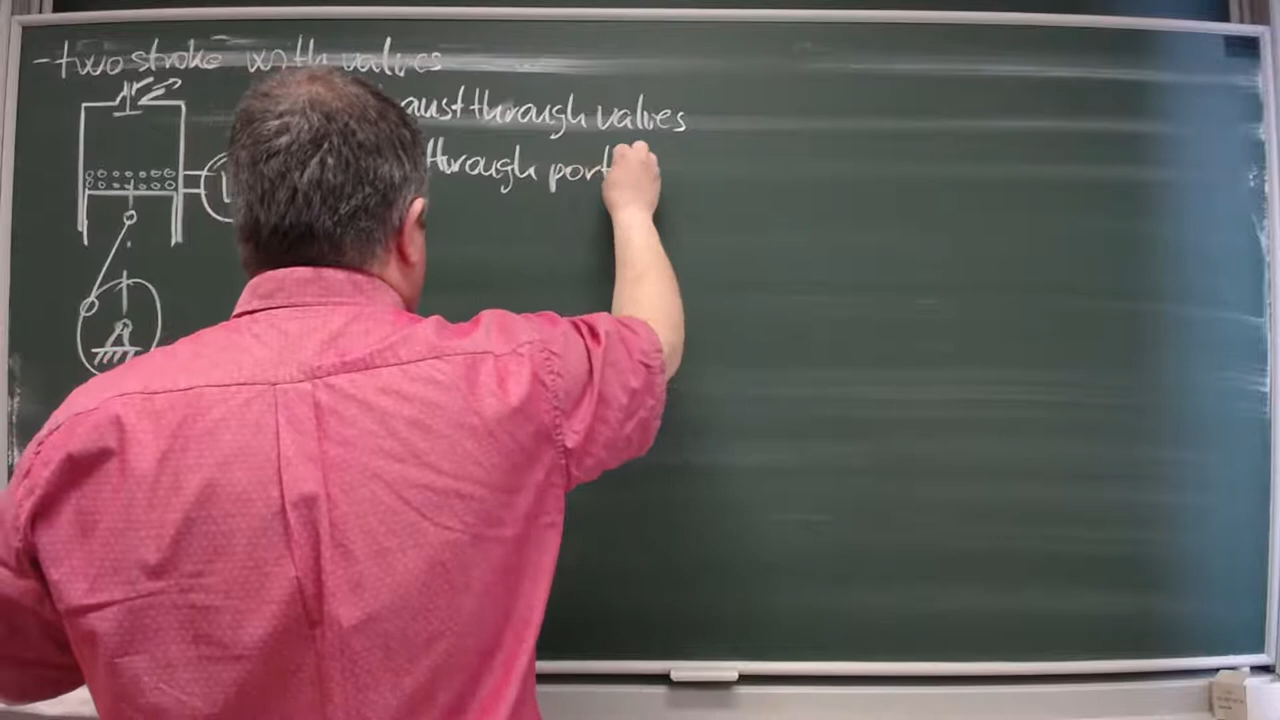 - two stroke with valves
aust through valves
through port